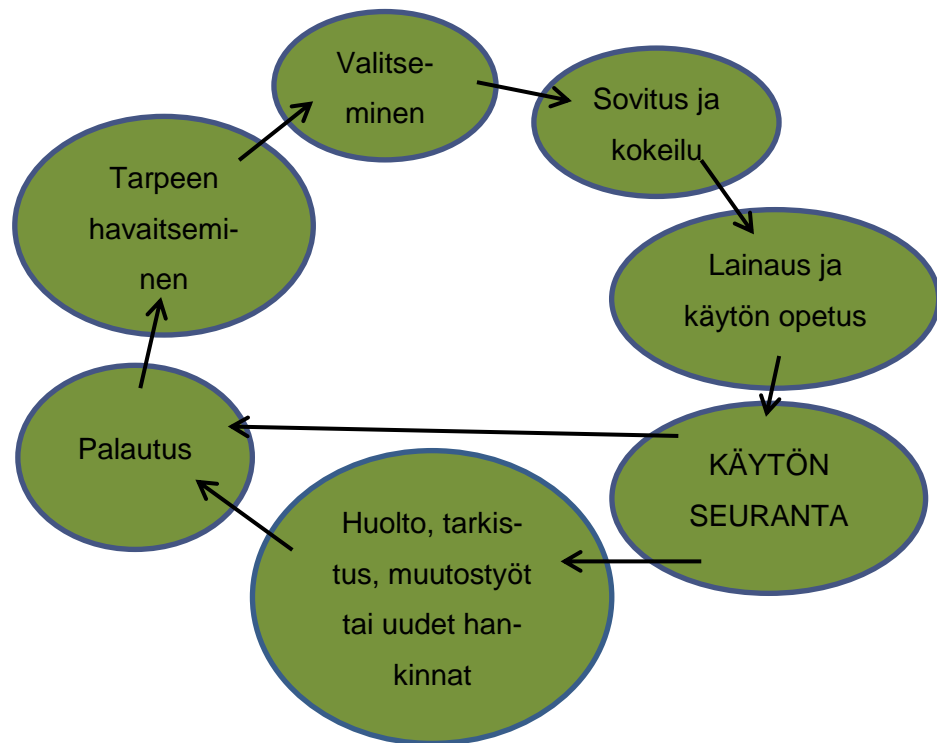 Valitse-
minen
Sovitus ja
kokeilu
Tarpeen
havaitsemi-
nen
Lainaus ja
käytön opetus
KÄYTÖN
SEURANTA
Palautus
Huolto, tarkis-
tus, muutostyöt
tai uudet han-
kinnat